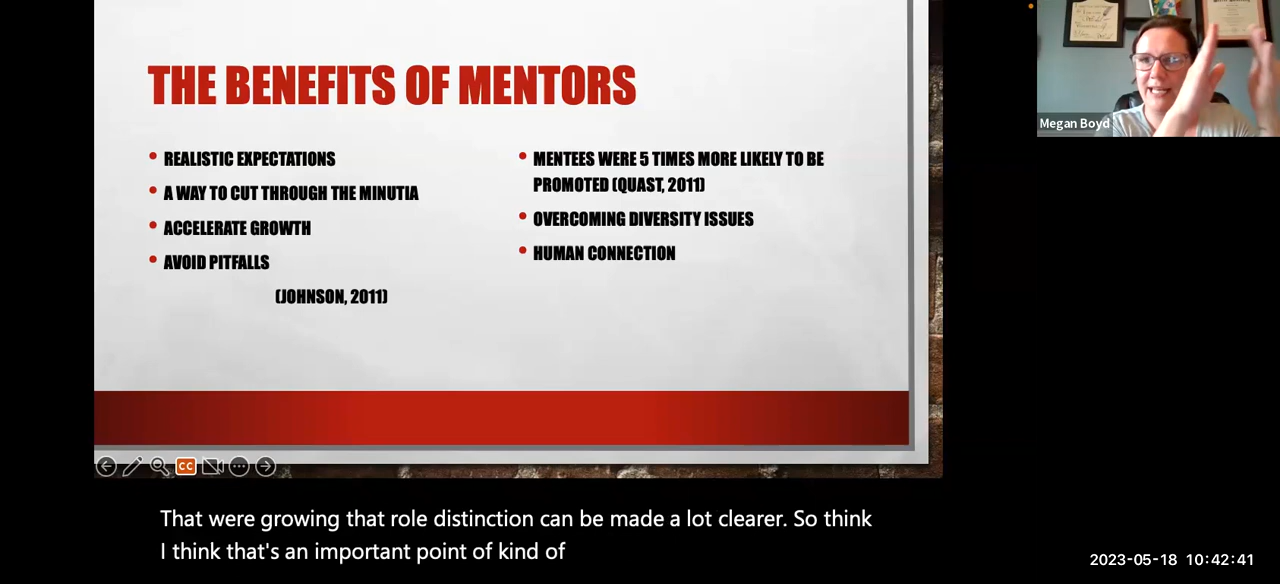 THE BENEFITS OF MENTORS
• REALISTIC EXPECTATIONS
• A WAY TO CUT THROUGH THE MINUTIA
• ACCELERATE GROWTH
• AVOID PITFALLS
(JOHNSON, 2011)
• MENTEES WERE 5 TIMES MORE LIKELY TO BE
PROMOTED (QUAST, 2011)
• OVERCOMING DIVERSITY ISSUES
• HUMAN CONNECTION
Megan Boyd
CC
That were growing that role distinction can be made a lot clearer. So think
I think that's an important point of kind of
2023-05-18 10:42:41